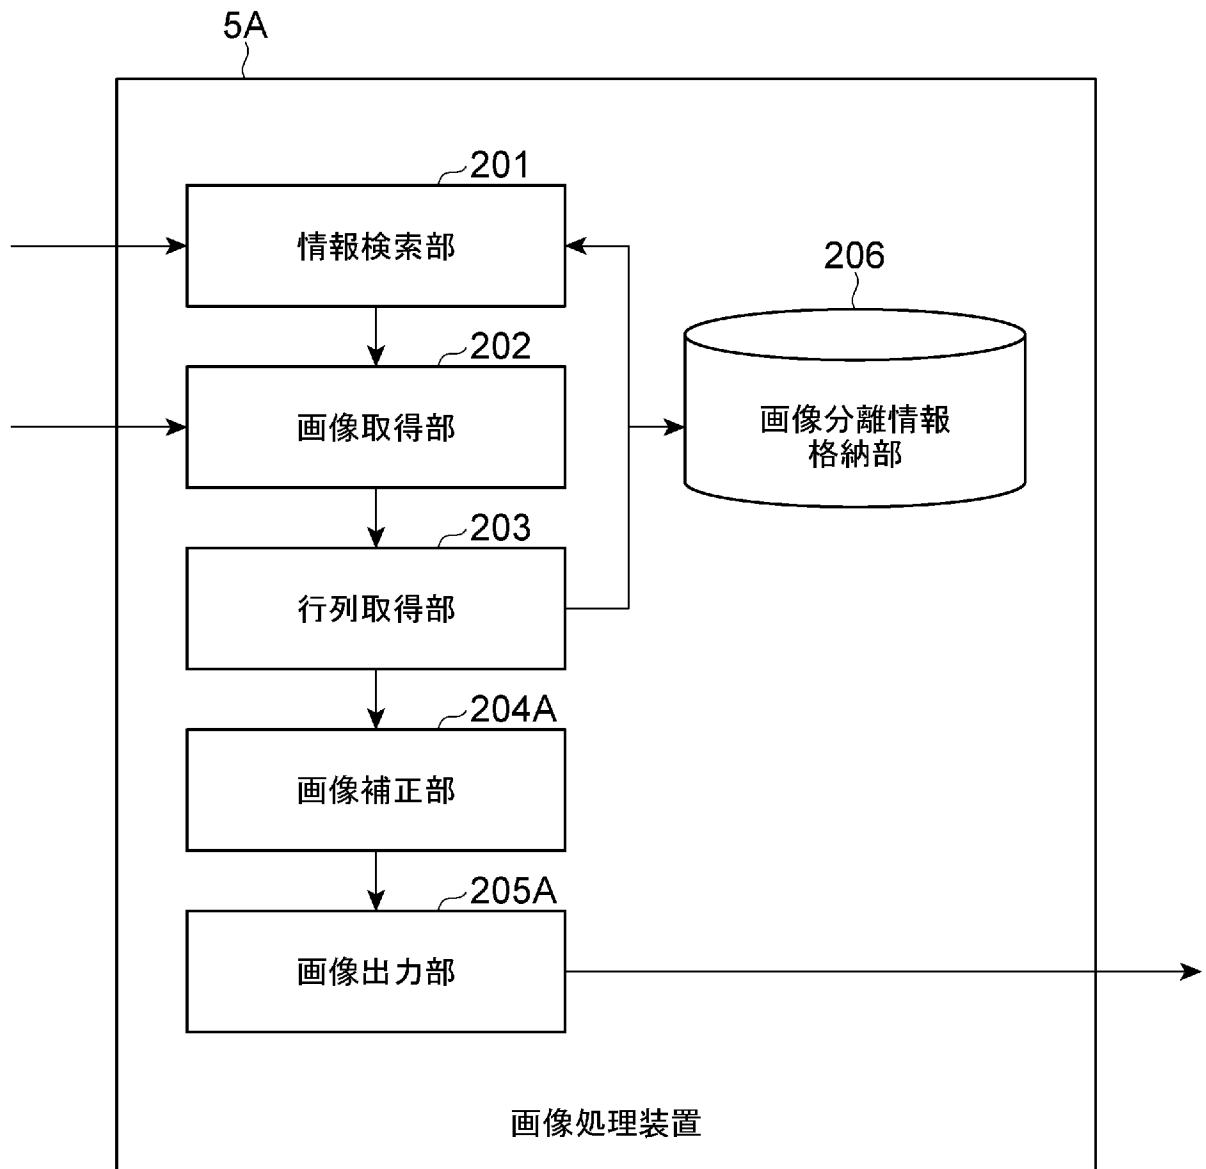 5A
201
情報検索部
206
202
画像取得部
画像分離情報
格納部
203
行列取得部
204A
画像補正部
205A
画像出力部
画像処理装置